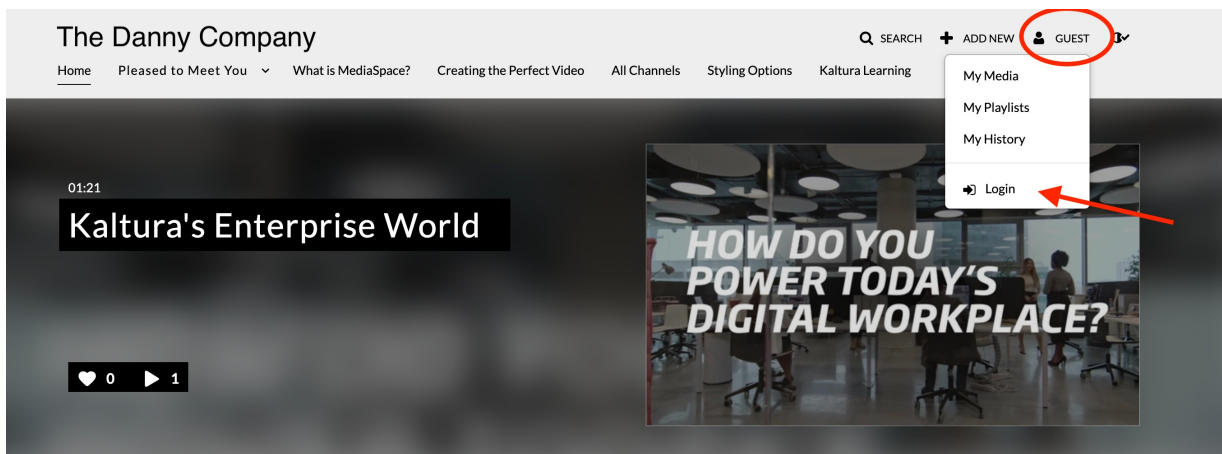 The Danny Company
SEARCH ADD NEW GUEST
Home Pleased to Meet You What is MediaSpace? Creating the Perfect Video All Channels Styling Options Kaltura Learning
My Media
My Playlists
My History
Login
01:21
Kaltura's Enterprise World
HOW DO YOU
POWER TODAY'S
DIGITAL WORKPLACE?
0 1